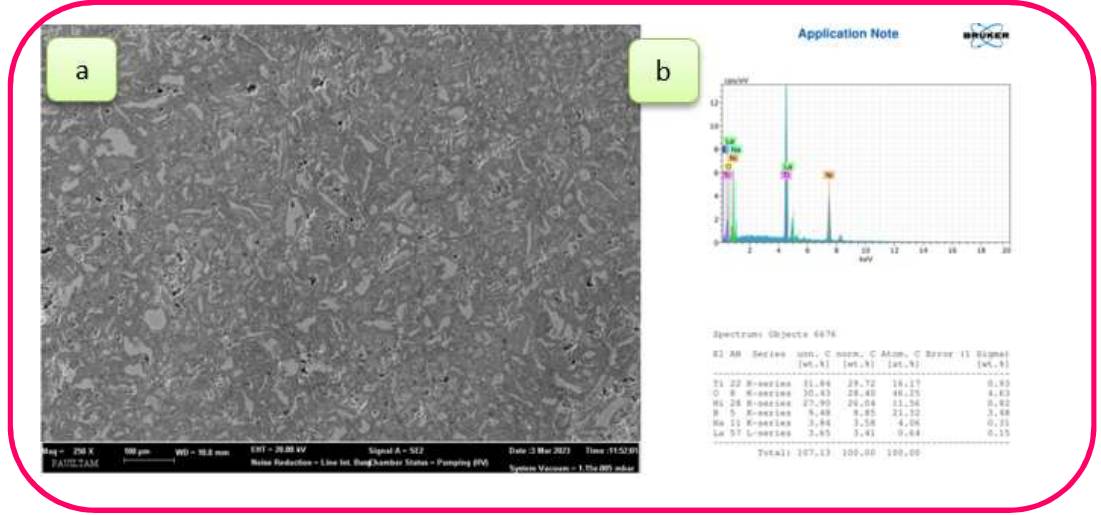 a
b
Application Note
BRUKER
cps/eV
12
10
8
6
4
2
0
La
Na
Ni
O
Ti
La
Ti
Ni
2 4 6 8 10 12 14 16 18 20
keV
Mag = 250 X
100 µm
WD = 10.0 mm
EHT = 20.00 kV
Signal A = SE2
Date :3 Mar 2023
Time :11:52:01
Noise Reduction = Line Int. Busy
Chamber Status = Pumping (HV)
System Vacuum = 1.15e-005 mbar
Spectrum: Objects 6676
El AN Series unn. C norm. C Atom. C Error (1 Sigma)
[wt.%] [wt.%] [at.%] [wt.%]
Ti 22 K-series 31.84 29.72 16.17 0.93
O 8 K-series 30.43 28.40 46.25 4.63
Ni 28 K-series 27.90 26.04 11.56 0.82
B 5 K-series 9.48 8.85 21.32 3.48
Na 11 K-series 3.84 3.58 4.06 0.31
La 57 L-series 3.65 3.41 0.64 0.15
Total: 107.13 100.00 100.00